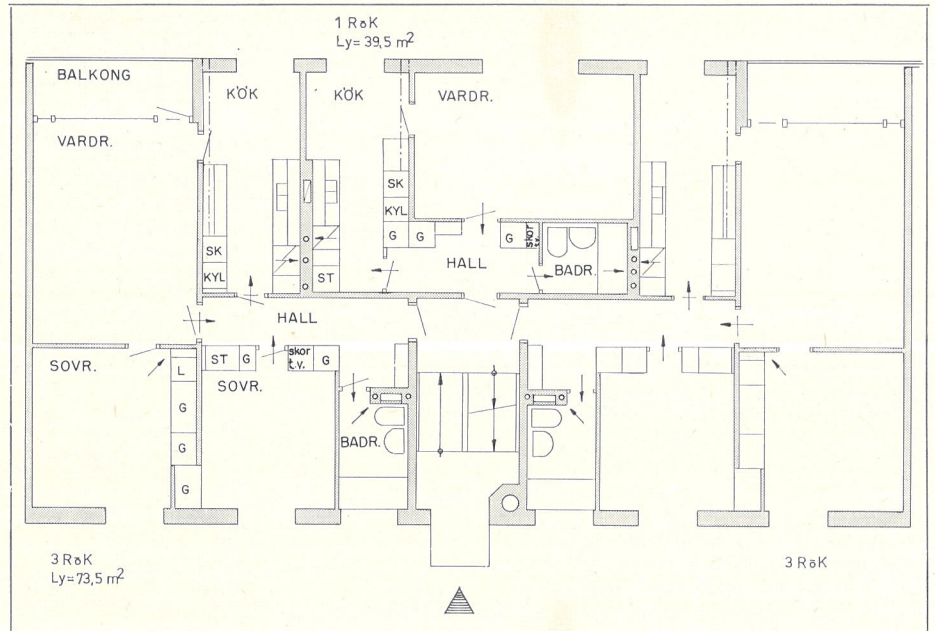 1 RoK
Ly= 39,5 m²
BALKONG
KÖK
KÖK
VARDR.
VARDR.
SK
KYL
G
G
G
skor
t.v.
SK
KYL
ST
HALL
BADR.
HALL
SOVR.
L
G
G
G
ST
G
skor
t.v.
G
SOVR.
BADR.
3 RoK
Ly=73,5 m²
3 RoK